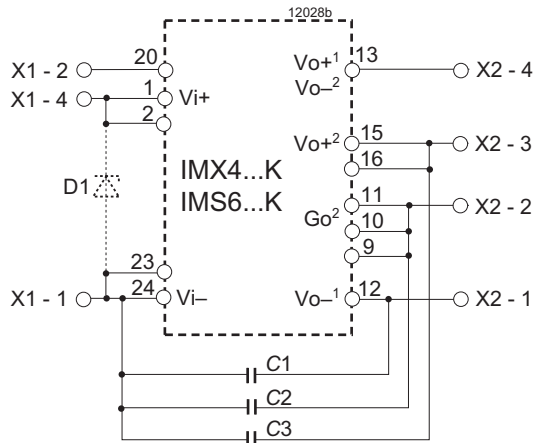 12028b
X1 - 2
20
Vo+1
13
X2 - 4
X1 - 4
1
Vi+
Vo–2
2
Vo+2
15
X2 - 3
IMX4...K
16
D1
IMS6...K
11
X2 - 2
Go2
10
9
23
X1 - 1
24
Vi–
Vo–1
12
X2 - 1
C1
C2
C3